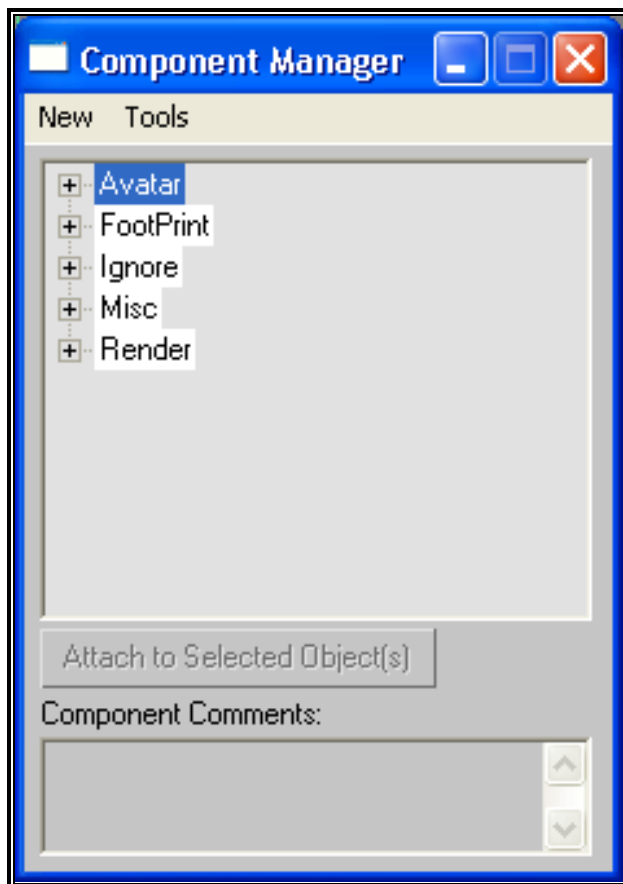 Component Manager
New Tools
Avatar
FootPrint
Ignore
Misc
Render
Attach to Selected Object(s)
Component Comments: